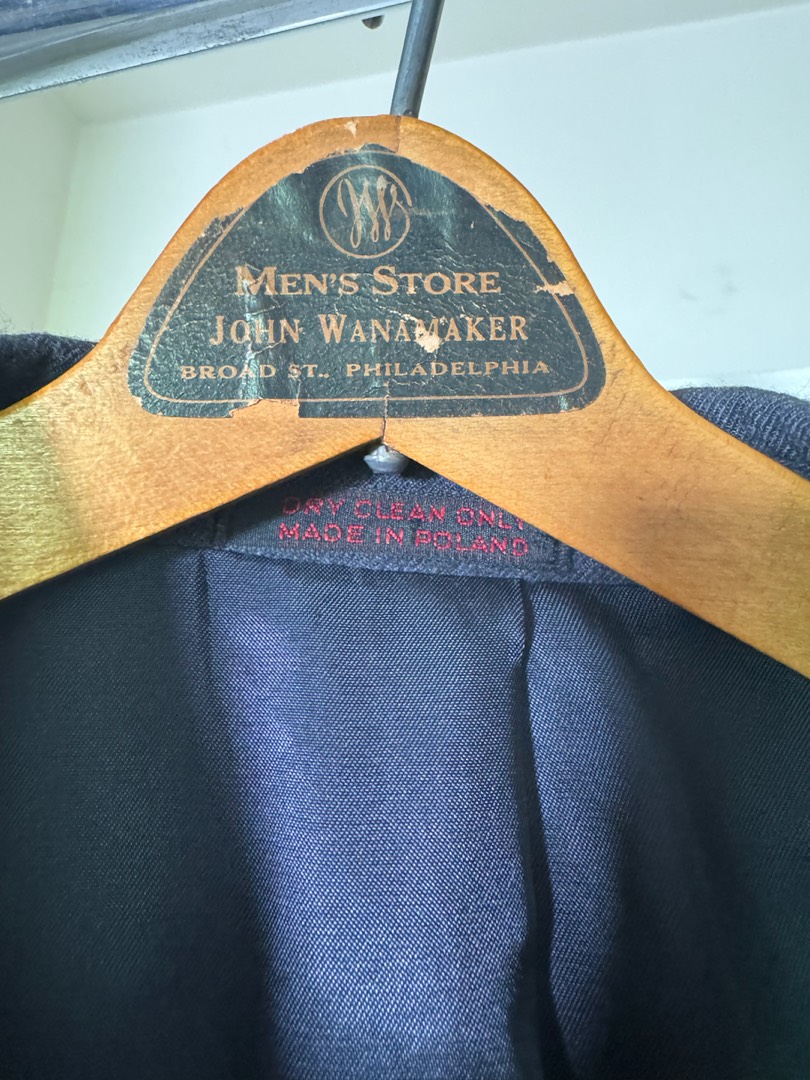 JW
MEN'S STORE
JOHN WANAMAKER
BROAD ST., PHILADELPHIA
DRY CLEAN ONLY
MADE IN POLAND